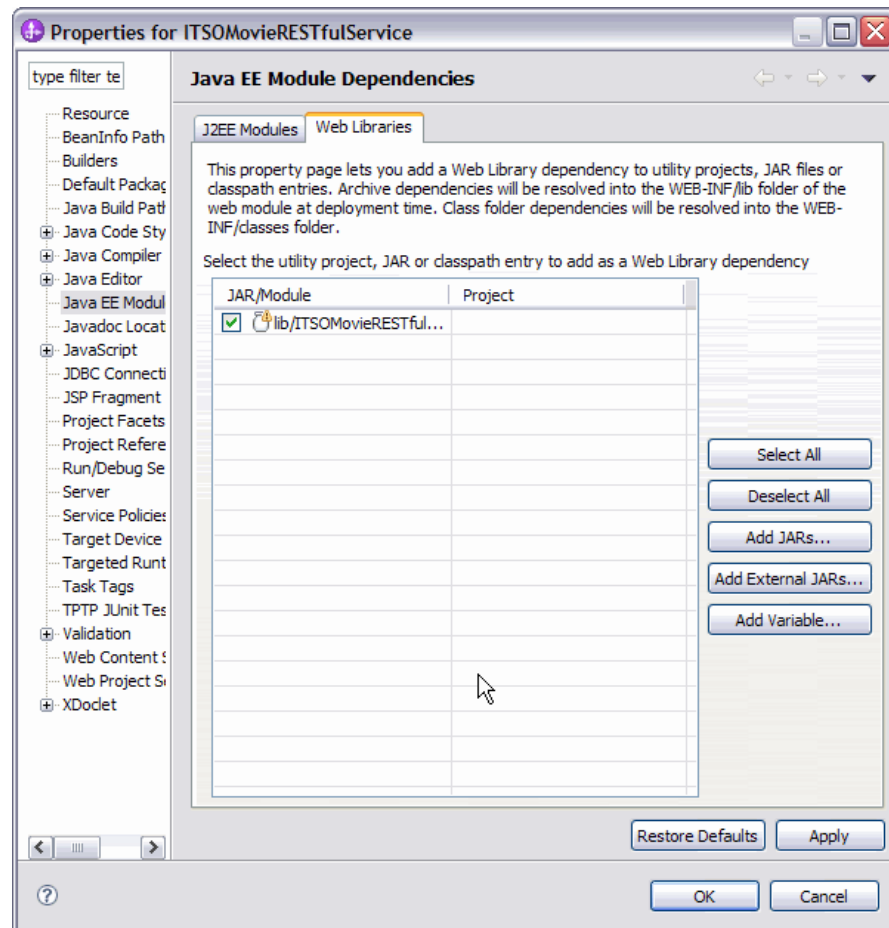 Properties for ITSOMovieRESTfulService
type filter te
Java EE Module Dependencies
Resource
BeanInfo Path
Builders
Default Packag
Java Build Path
Java Code Sty
Java Compiler
Java Editor
Java EE Modul
Javadoc Locat
JavaScript
JDBC Connecti
JSP Fragment
Project Facets
Project Refere
Run/Debug Se
Server
Service Policies
Target Device
Targeted Runt
Task Tags
TPTP JUnit Tes
Validation
Web Content S
Web Project Se
XDoclet
J2EE Modules
Web Libraries
This property page lets you add a Web Library dependency to utility projects, JAR files or
classpath entries. Archive dependencies will be resolved into the WEB-INF/lib folder of the
web module at deployment time. Class folder dependencies will be resolved into the WEB-
INF/classes folder.
Select the utility project, JAR or classpath entry to add as a Web Library dependency
JAR/Module Project
lib/ITSOMovieRESTful...
Select All
Deselect All
Add JARs...
Add External JARs...
Add Variable...
Restore Defaults
Apply
OK
Cancel